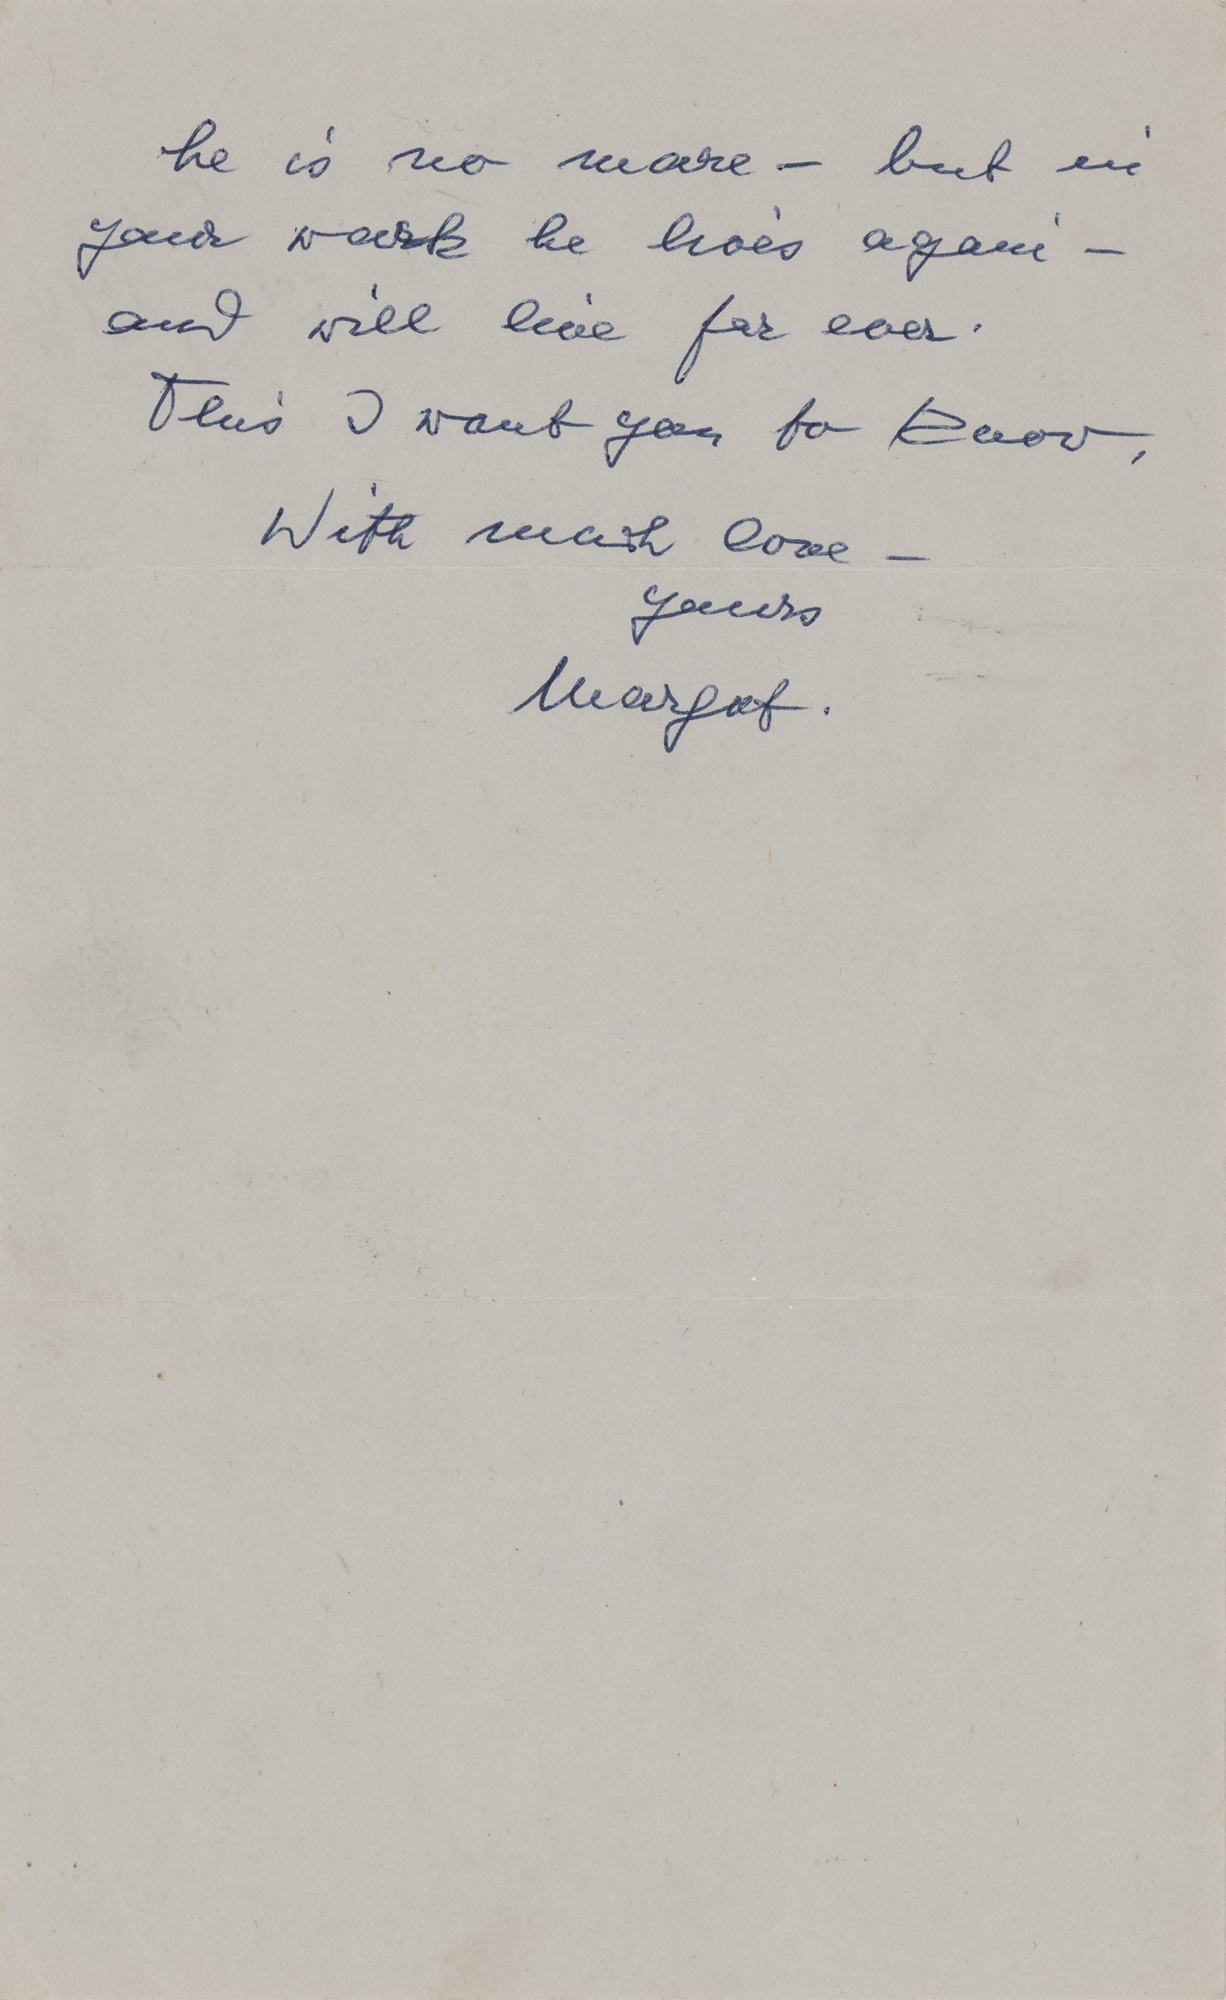 he is no more – but in
your work he lives again –
and will live for ever.
This I want you to know,
With much love –
yours
Margot.